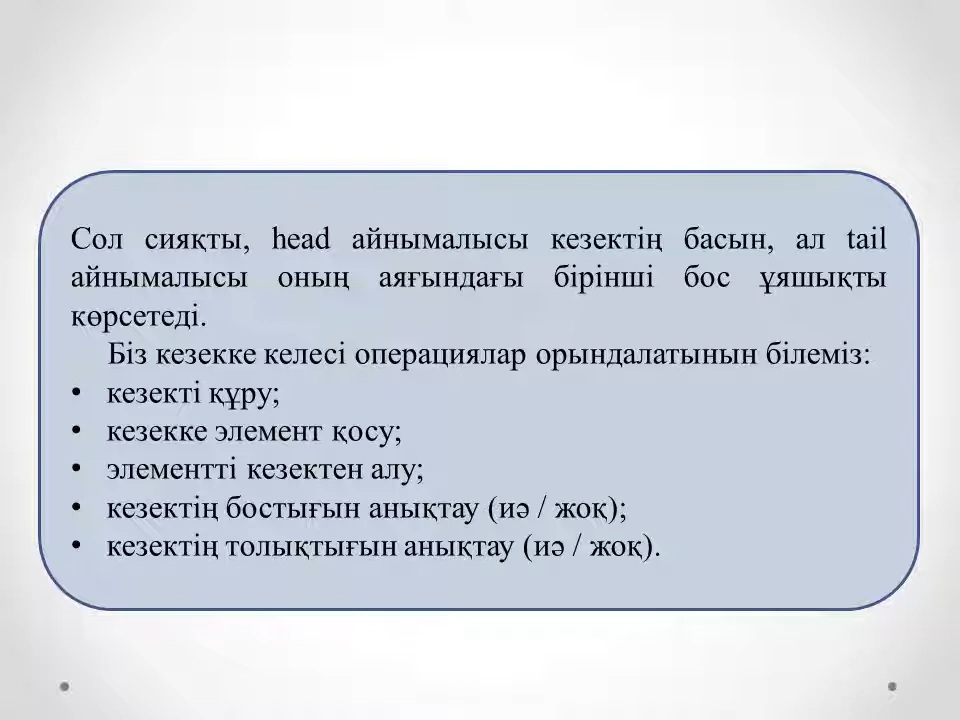 Сол сияқты, head айнымалысы кезектің басын, ал tail
айнымалысы оның аяғындағы бірінші бос ұяшықты
көрсетеді.
Біз кезекке келесі операциялар орындалатынын білеміз:
• кезекті құру;
• кезекке элемент қосу;
• элементті кезектен алу;
• кезектің бостығын анықтау (иә / жоқ);
• кезектің толықтығын анықтау (иә / жоқ).